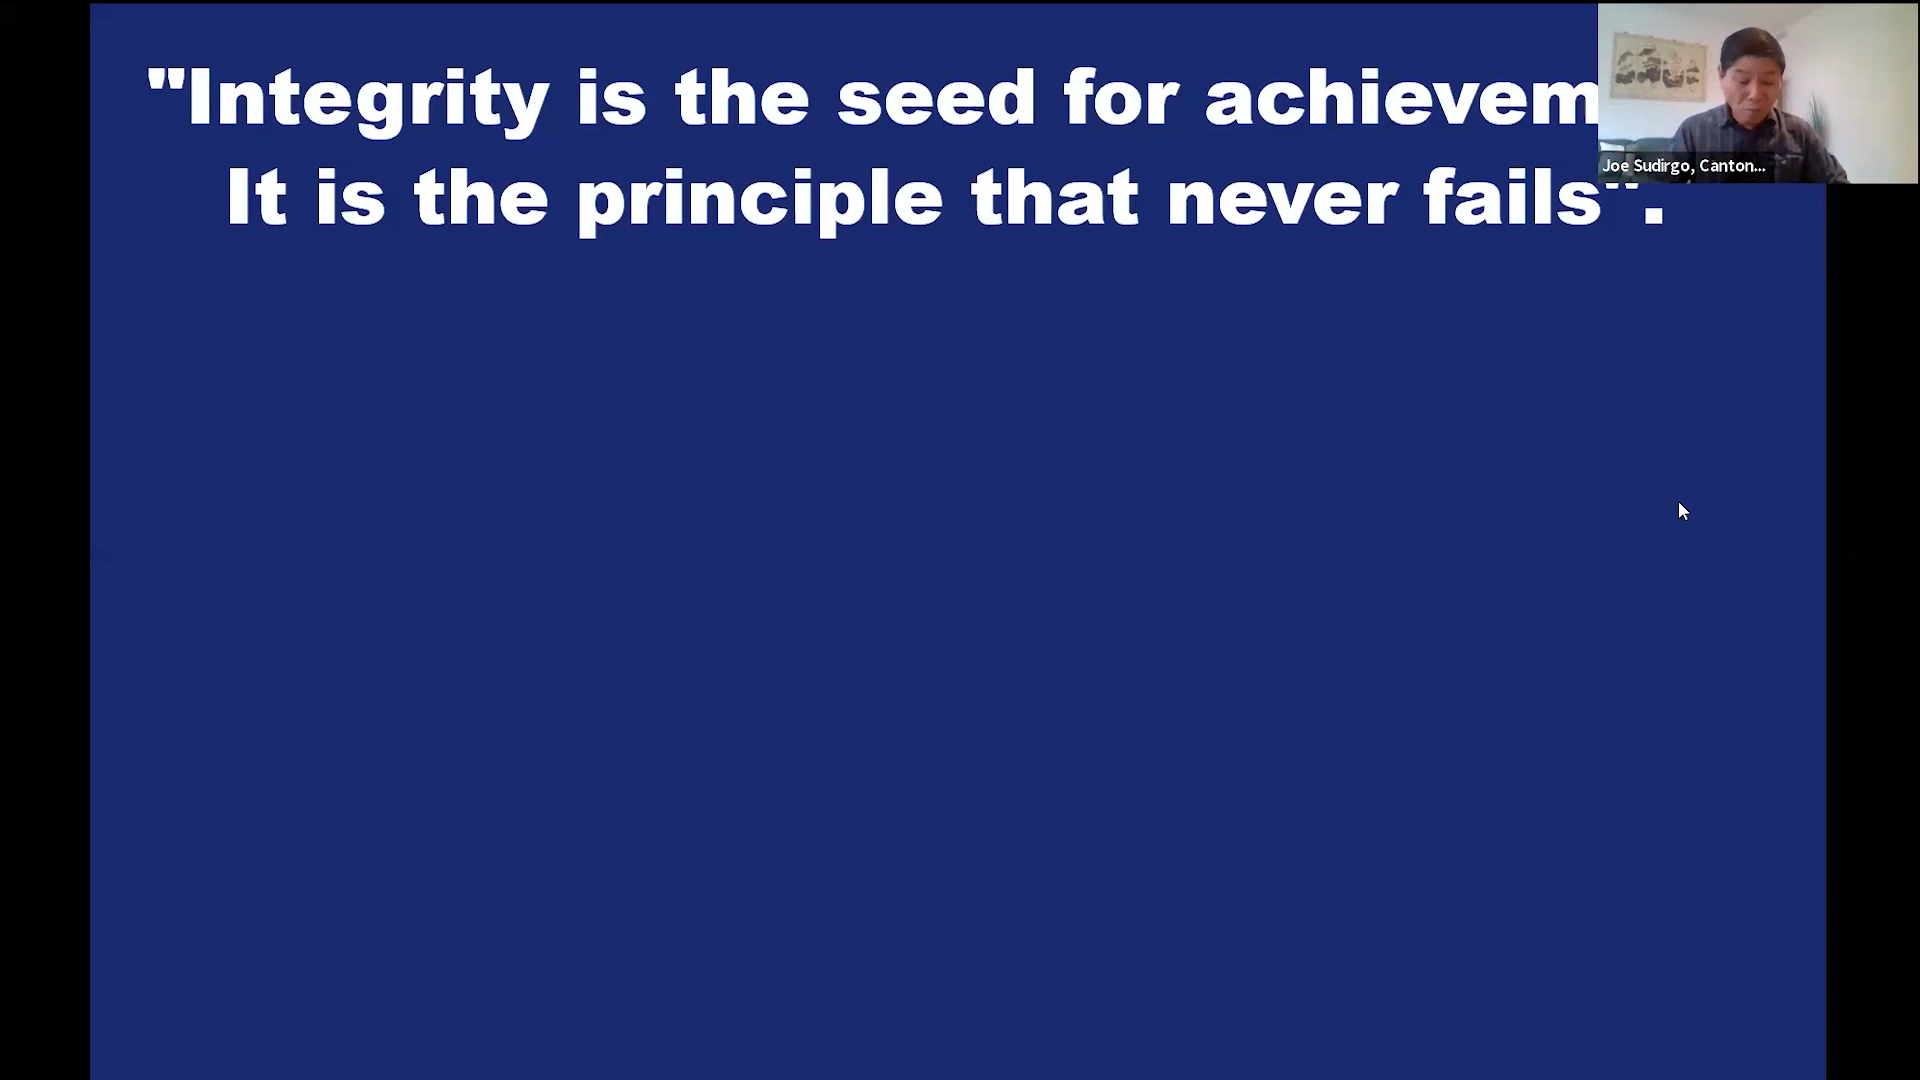 "Integrity is the seed for achievem
It is the principle that never fails".
Joe Sudirgo, Canton...